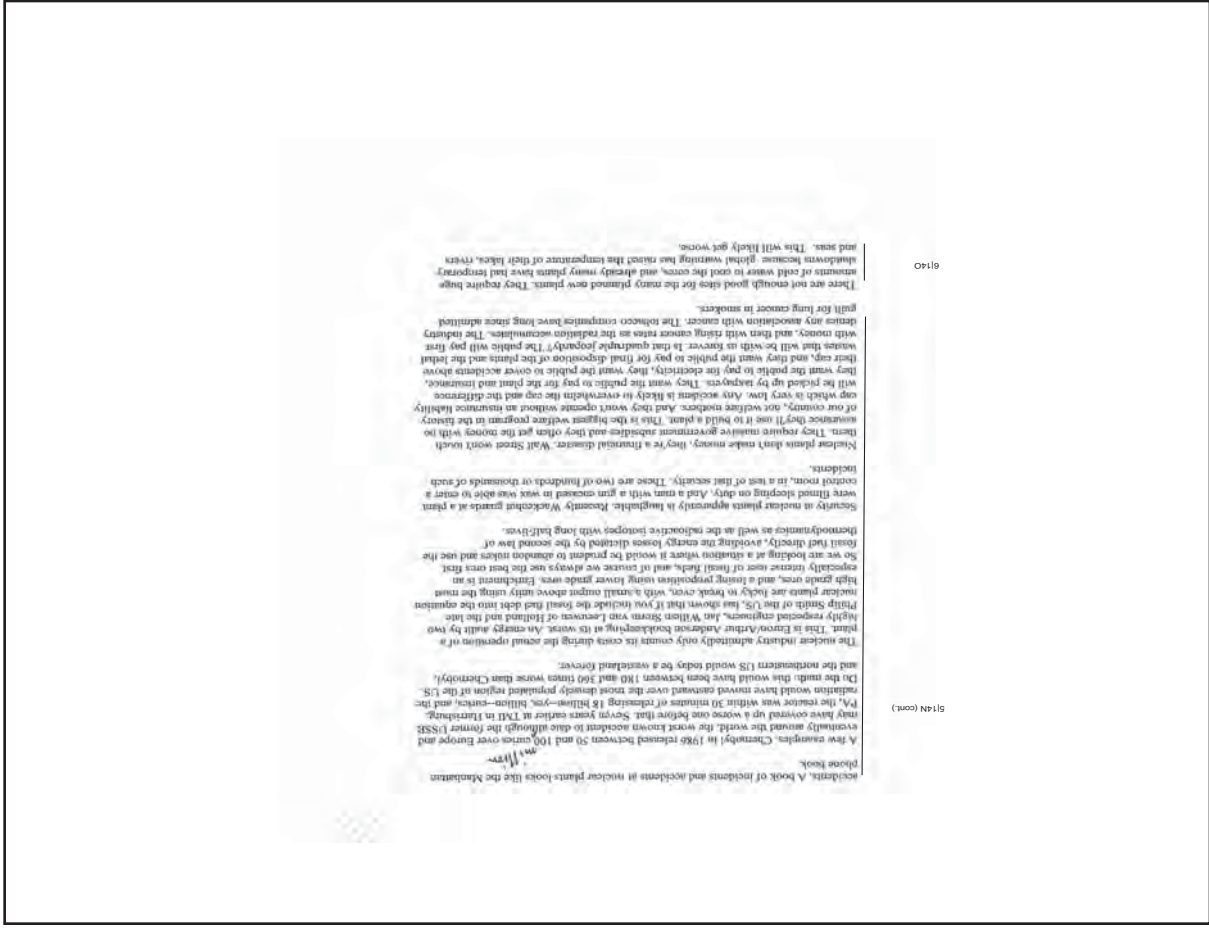 accidents. A book of incidents and accidents at nuclear plants looks like the Manhattan
phone book.
million
A few examples. Chernobyl in 1986 released between 50 and 100 curies over Europe and
eventually around the world, the worst known accident to date although the former USSR
may have covered up a worse one before that. Seven years earlier at TMI in Harrisburg,
PA, the reactor was within 30 minutes of releasing 18 billion--yes, billion--curies, and the
radiation would have moved eastward over the most densely populated region of the US.
Do the math: this would have been between 180 and 360 times worse than Chernobyl,
and the northeastern US would today be a wasteland forever.
The nuclear industry admittedly only counts its costs during the actual operation of a
plant. This is Enron/Arthur Anderson bookkeeping at its worst. An energy audit by two
highly respected engineers, Jan Willem Storm van Leeuwen of Holland and the late
Philip Smith of the US, has shown that if you include the fossil fuel debt into the equation
nuclear plants are lucky to break even, with a small output above unity using the most
high grade ores, and a losing proposition using lower grade ores. Enrichment is an
especially intense user of fossil fuels, and of course we always use the best ores first.
So we are looking at a situation where it would be prudent to abandon nukes and use the
fossil fuel directly, avoiding the energy losses dictated by the second law of
thermodynamics as well as the radioactive isotopes with long half-lives.
Security at nuclear plants apparently is laughable. Recently Wackenhut guards at a plant
were filmed sleeping on duty. And a man with a gun encased in wax was able to enter a
control room, in a test of that security. These are two of hundreds or thousands of such
incidents.
Nuclear plants don't make money, they're a financial disaster. Wall Street won't touch
them. They require massive government subsidies and they often get the money with no
assurance they'll use it to build a plant. This is the biggest welfare program in the history
of our country, not welfare mothers. And they won't operate without an insurance liability
cap which is very low. Any accident is likely to overwhelm the cap and the difference
will be picked up by taxpayers. They want the public to pay for the plant and insurance,
they want the public to pay for electricity, they want the public to cover accidents above
their cap, and they want the public to pay for final disposition of the plants and the lethal
wastes that will be with us forever. Is that quadruple jeopardy? The public will pay first
with money, and then with rising cancer rates as the radiation accumulates. The industry
denies any association with cancer. The tobacco companies have long since admitted
guilt for lung cancer in smokers.
There are not enough good sites for the many planned new plants. They require huge
amounts of cold water to cool the cores, and already many plants have had temporary
shutdowns because global warming has raised the temperature of their lakes, rivers
and seas. This will likely get worse.
5|14N (cont.)
6|14O